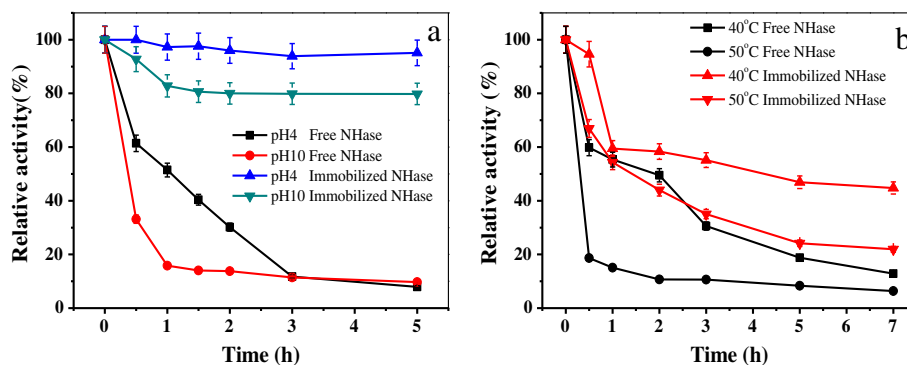 a
100
80
60
40
20
0
Relative activity(%)
pH4 Free NHase
pH10 Free NHase
pH4 Immobilized NHase
pH10 Immobilized NHase
0 1 2 3 4 5
Time (h)
b
100
80
60
40
20
0
Relative activity (%)
40°C Free NHase
50°C Free NHase
40°C Immobilized NHase
50°C Immobilized NHase
0 1 2 3 4 5 6 7
Time (h)